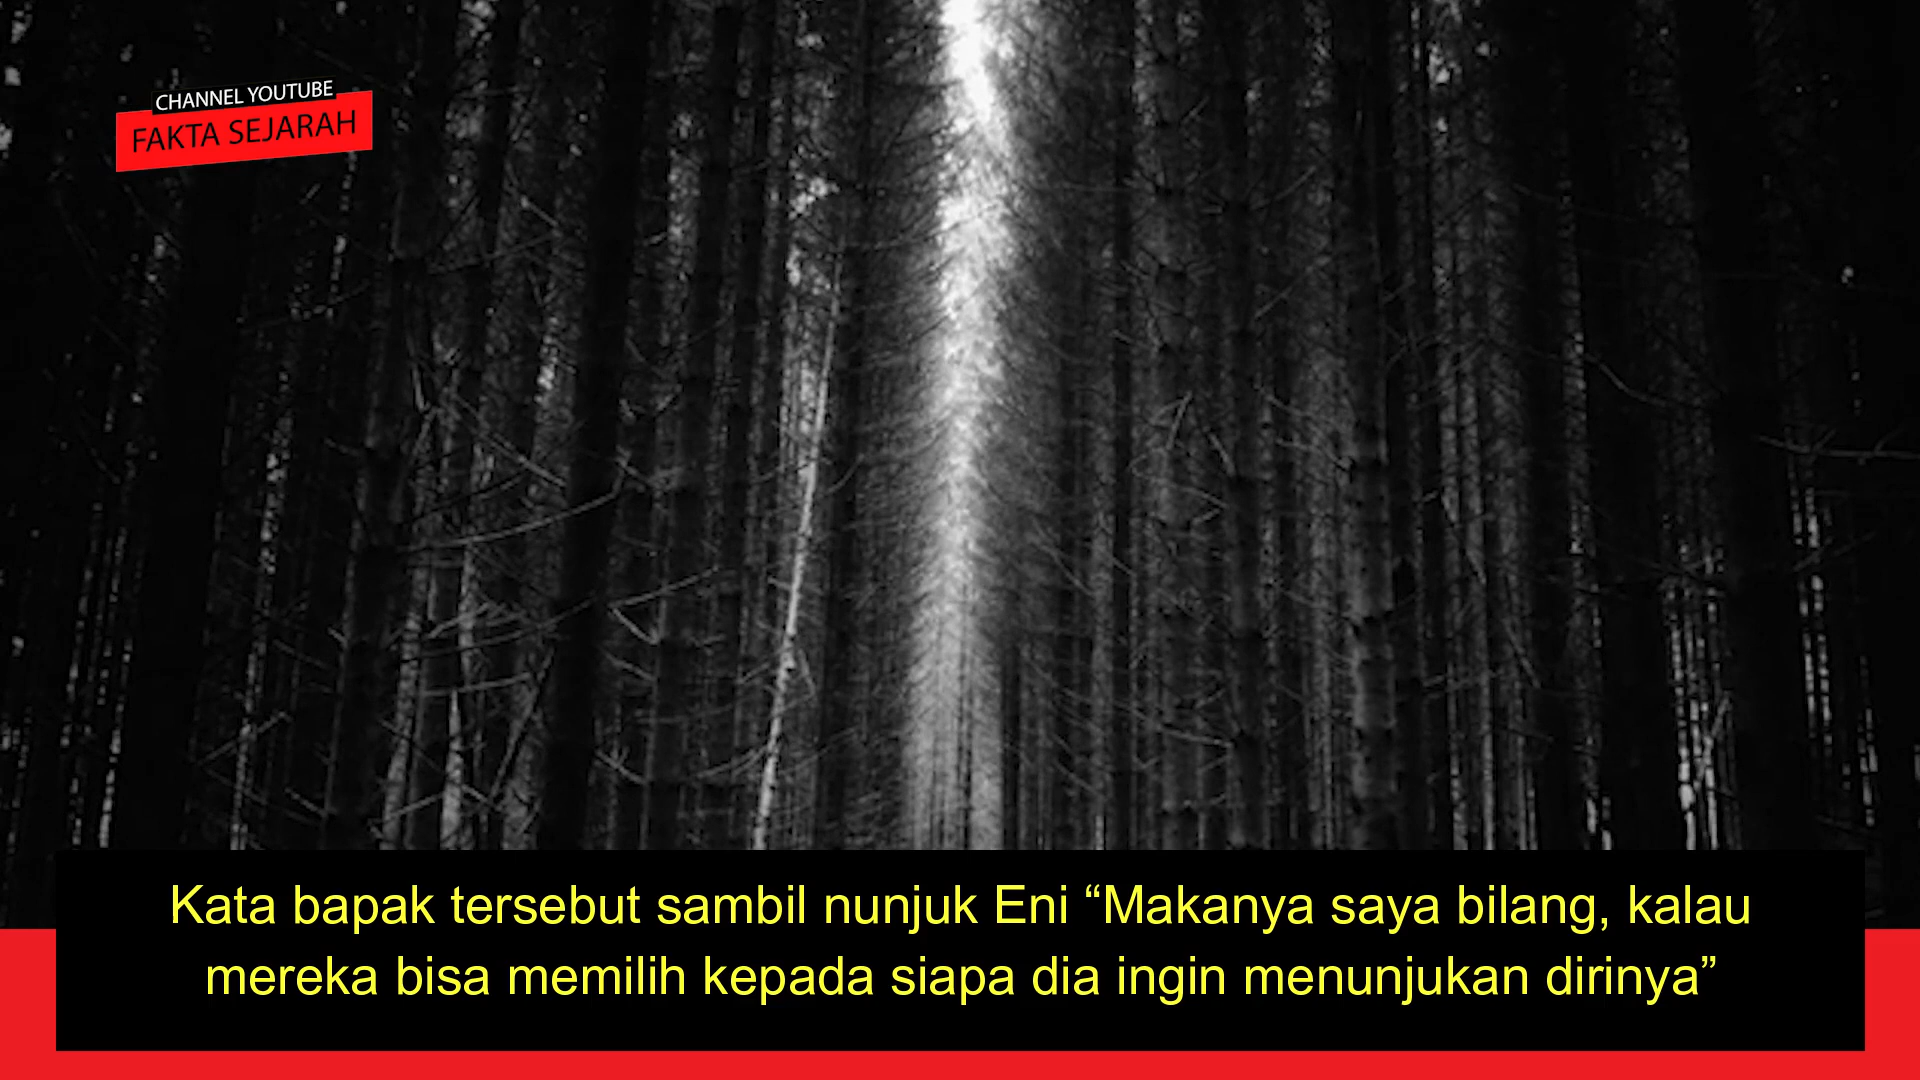 CHANNEL YOUTUBE
FAKTA SEJARAH
Kata bapak tersebut sambil nunjuk Eni “Makanya saya bilang, kalau
mereka bisa memilih kepada siapa dia ingin menunjukan dirinya”